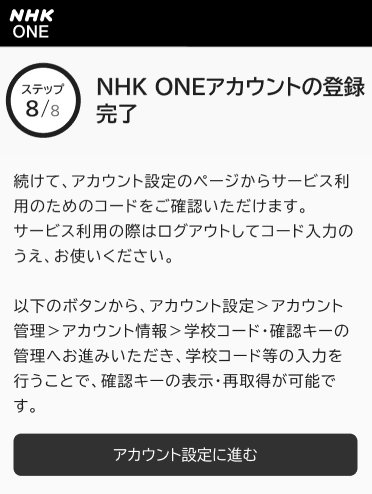 NHK
ONE
ステップ
8/8
NHK ONEアカウントの登録
完了
続けて、アカウント設定のページからサービス利
用のためのコードをご確認いただけます。
サービス利用の際はログアウトしてコード入力の
うえ、お使いください。
以下のボタンから、アカウント設定＞アカウント
管理＞アカウント情報＞学校コード・確認キーの
管理へお進みいただき、学校コード等の入力を
行うことで、確認キーの表示・再取得が可能で
す。
アカウント設定に進む